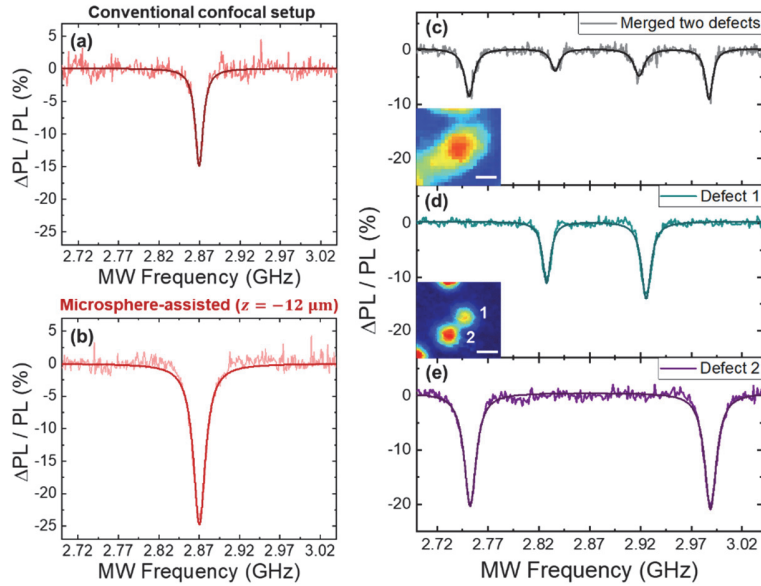 Conventional confocal setup
(a)
5
0
-5
-10
-15
-20
-25
ΔPL / PL (%)
2.72 2.77 2.82 2.87 2.92 2.97 3.02
MW Frequency (GHz)
Microsphere-assisted (z = −12 μm)
(b)
5
0
-5
-10
-15
-20
-25
ΔPL / PL (%)
2.72 2.77 2.82 2.87 2.92 2.97 3.02
MW Frequency (GHz)
(c)
Merged two defects
0
-10
-20
(d)
Defect 1
0
-10
-20
1
2
ΔPL / PL (%)
(e)
Defect 2
0
-10
-20
2.72 2.77 2.82 2.87 2.92 2.97 3.02
MW Frequency (GHz)